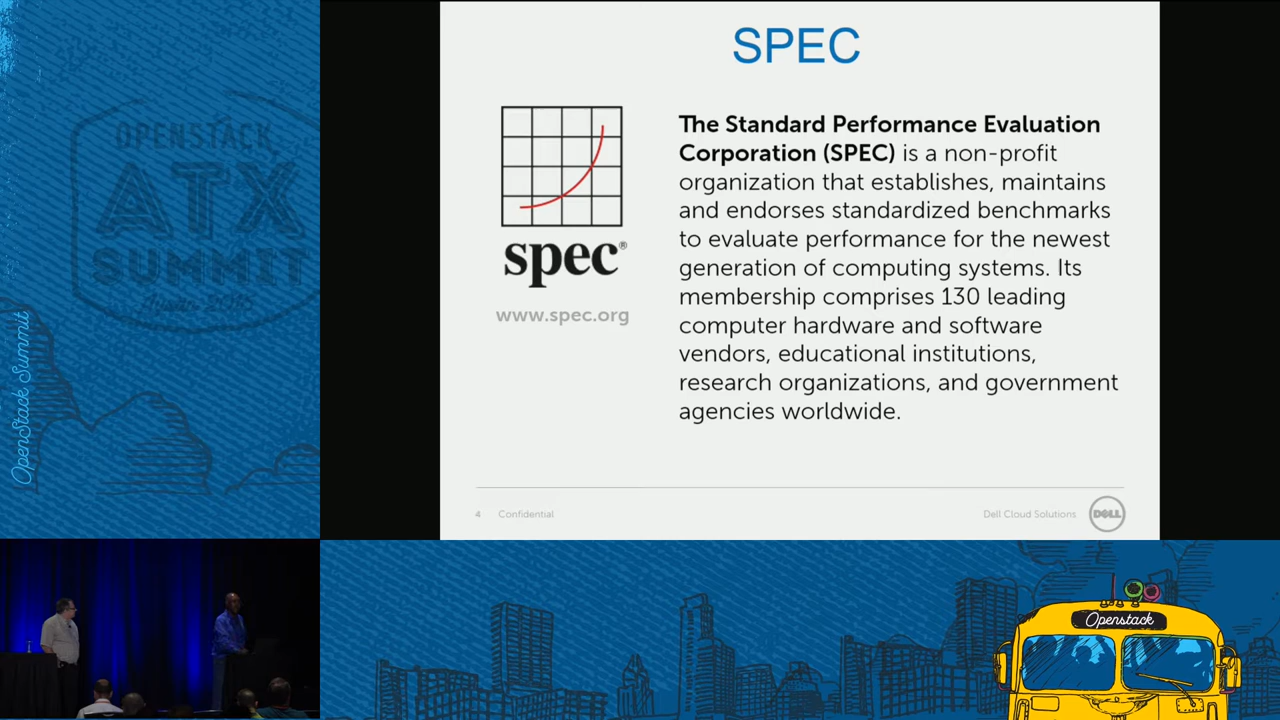 SPEC
spec®
www.spec.org
The Standard Performance Evaluation
Corporation (SPEC) is a non-profit
organization that establishes, maintains
and endorses standardized benchmarks
to evaluate performance for the newest
generation of computing systems. Its
membership comprises 130 leading
computer hardware and software
vendors, educational institutions,
research organizations, and government
agencies worldwide.
4 Confidential
Dell Cloud Solutions
DELL
OPENSTACK
ATX
SUMMIT
OpenStack Summit
Openstack